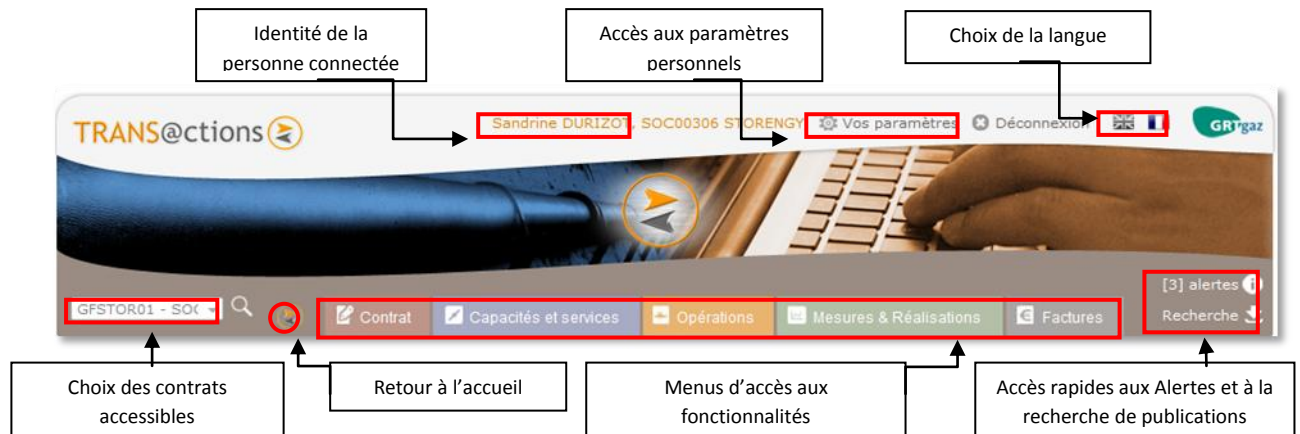 Identité de la
personne connectée
Accès aux paramètres
personnels
Choix de la langue
TRANS@ctions
Sandrine DURIZOT, SOC00306 STORENGY
Vos paramètres
Déconnexion
GRTgaz
[3] alertes i
GFSTOR01 - SOC
Contrat
Capacités et services
Opérations
Mesures & Réalisations
€ Factures
Recherche
Choix des contrats
accessibles
Retour à l’accueil
Menus d’accès aux
fonctionnalités
Accès rapides aux Alertes et à la
recherche de publications